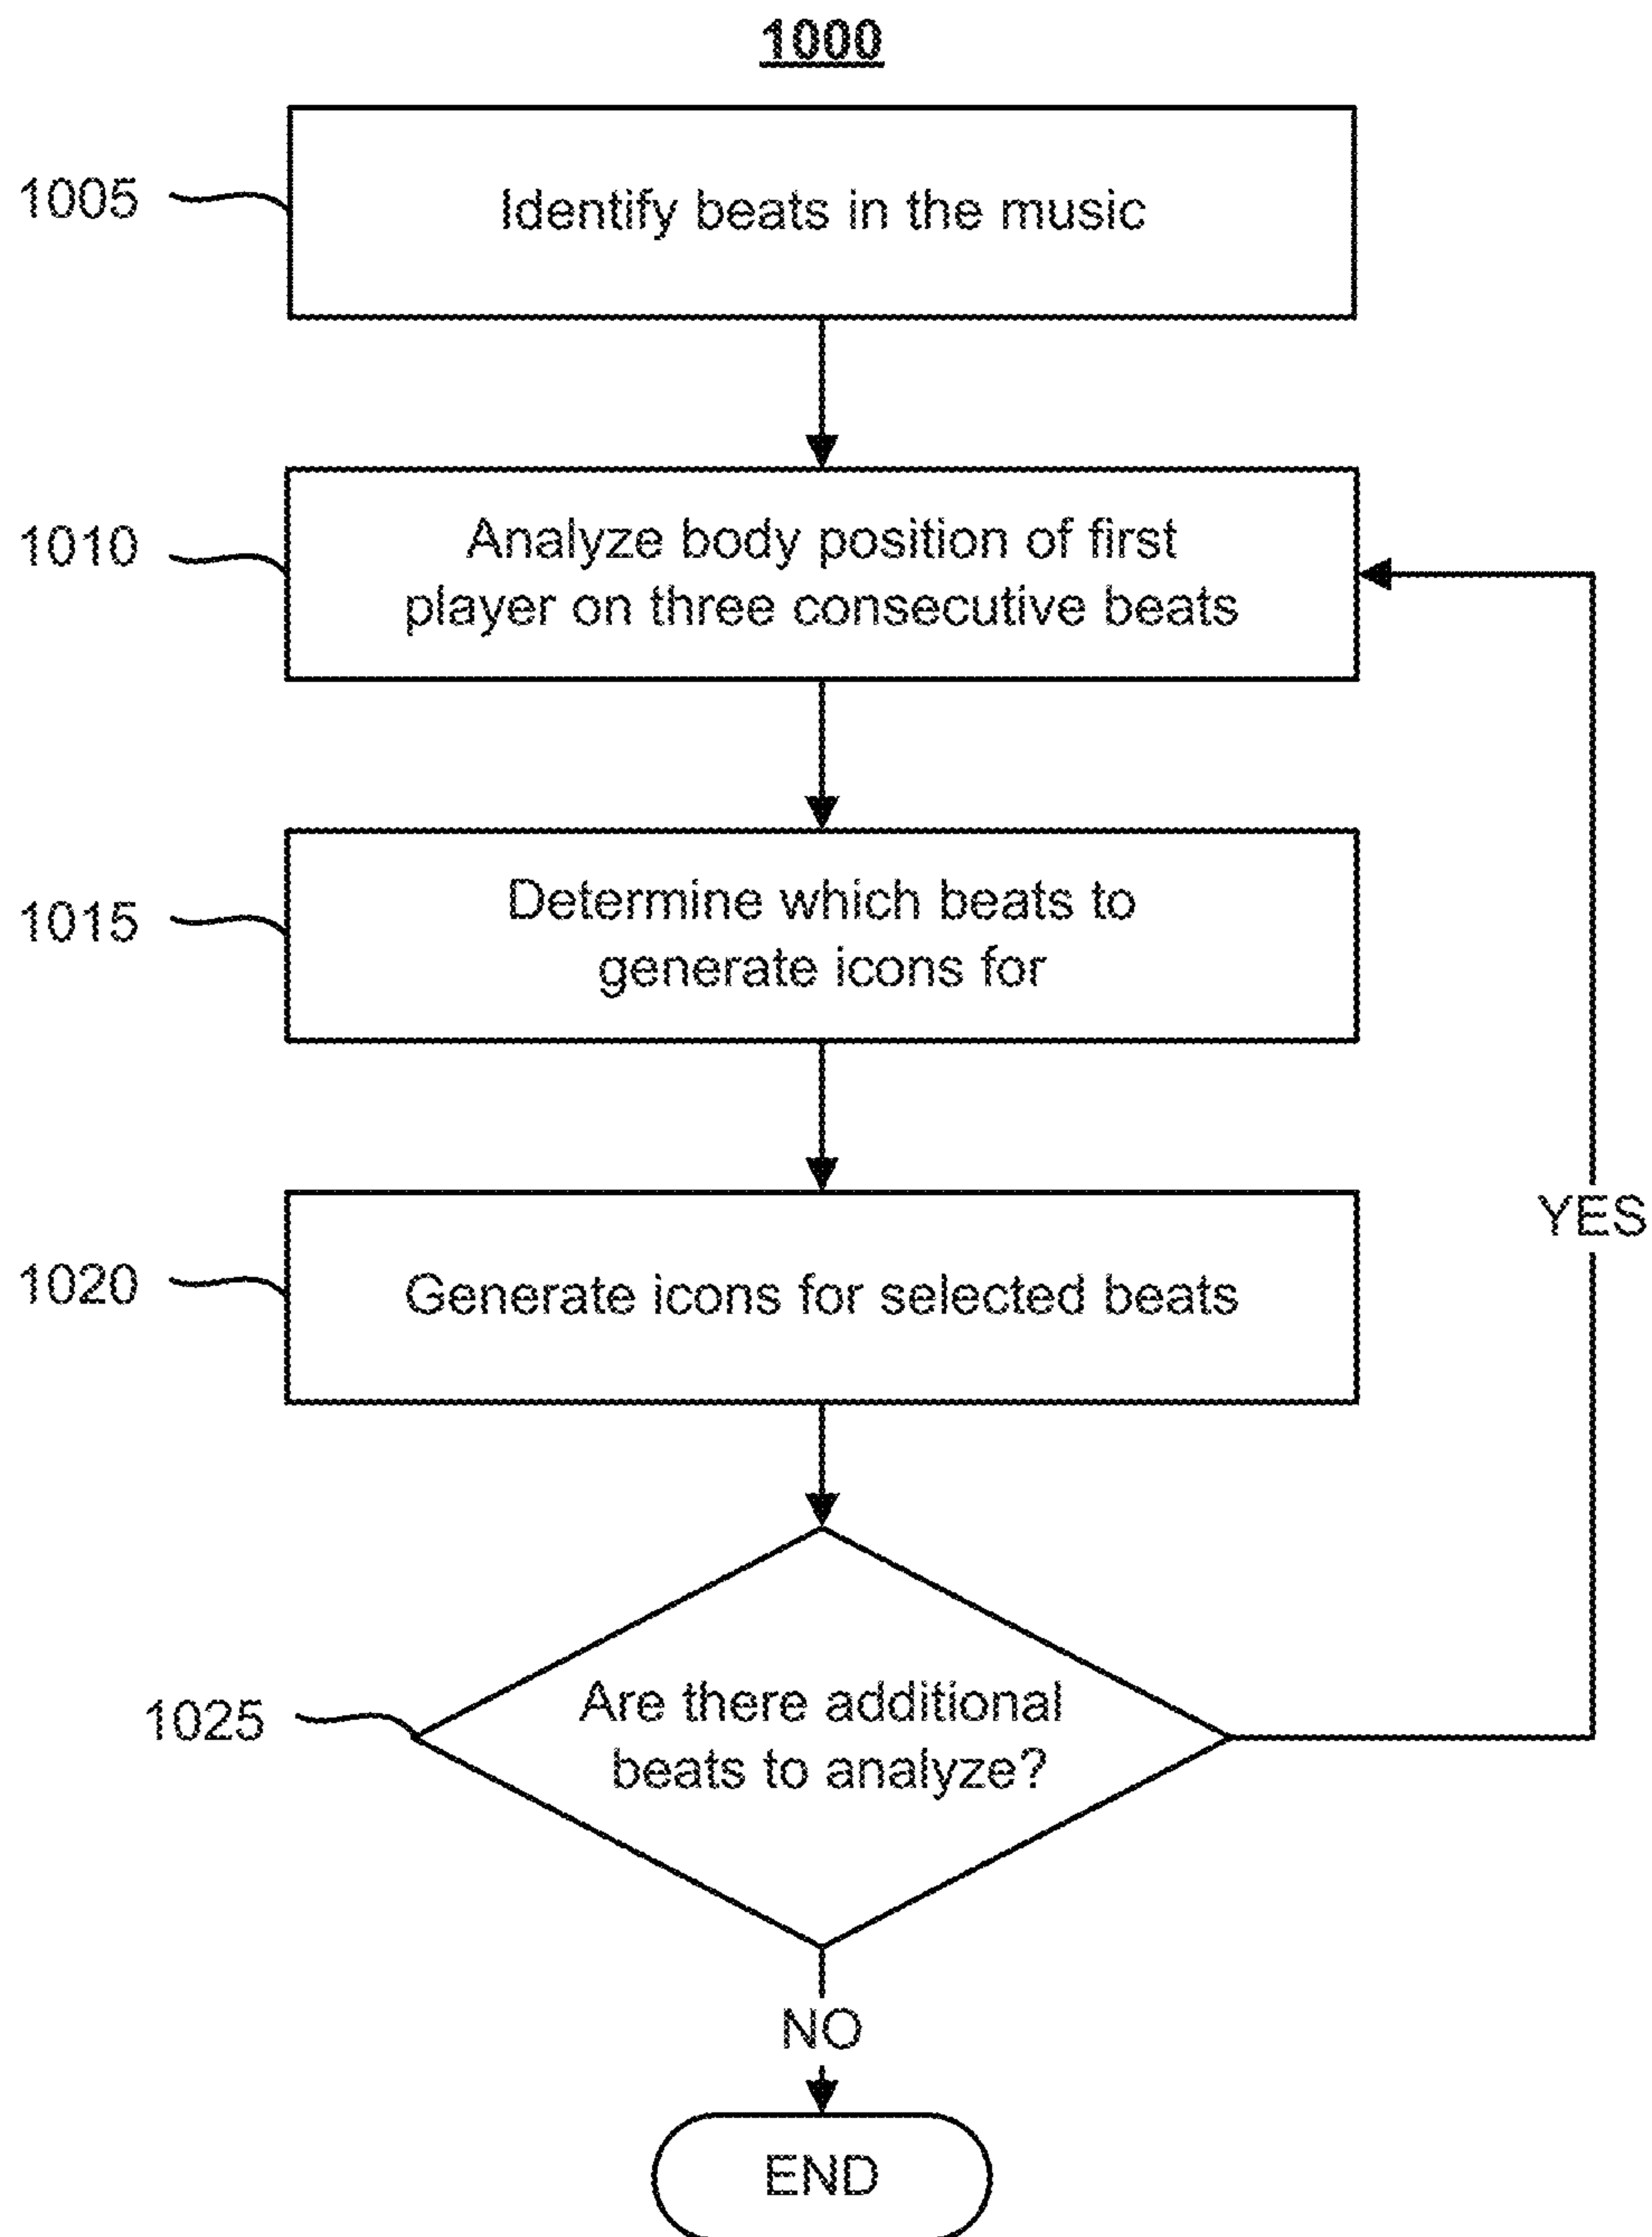 1000
1005
Identify beats in the music
1010
Analyze body position of first
player on three consecutive beats
1015
Determine which beats to
generate icons for
YES
1020
Generate icons for selected beats
1025
Are there additional
beats to analyze?
NO
END